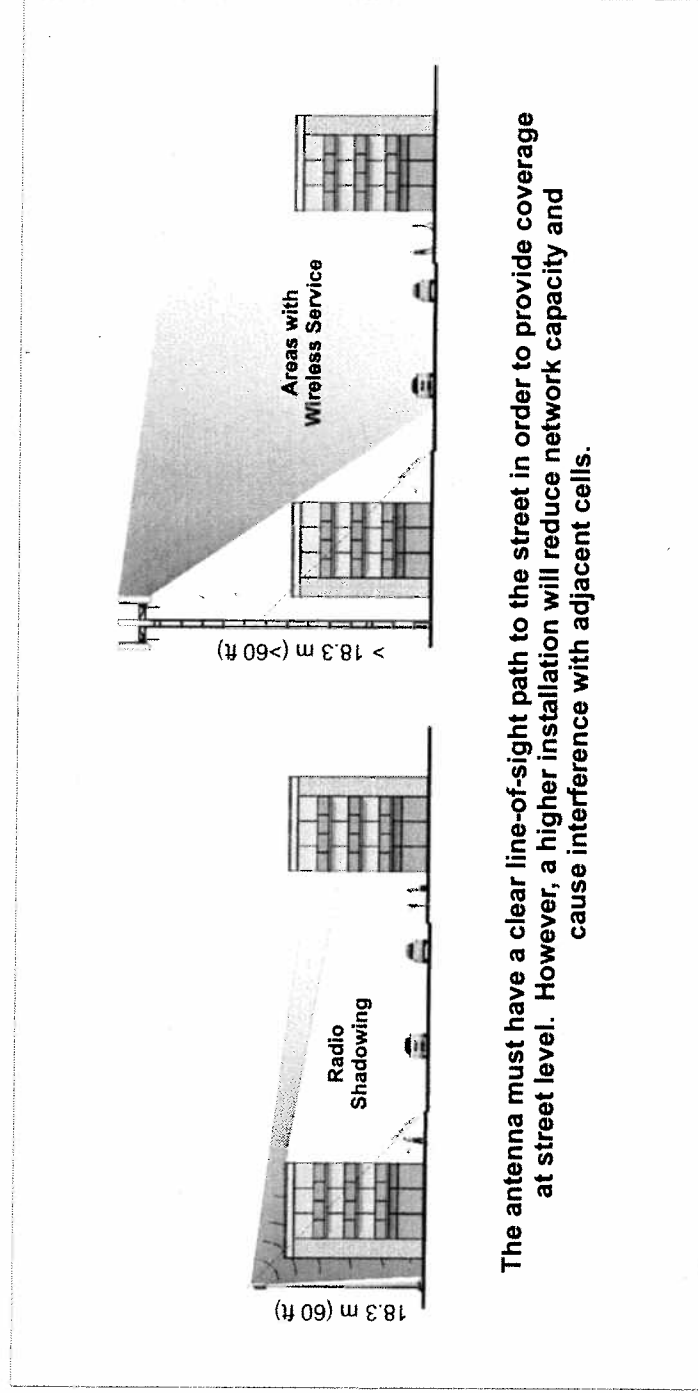 18.3 m (60 ft)
Radio
Shadowing
> 18.3 m (>60 ft)
Areas with
Wireless Service
The antenna must have a clear line-of-sight path to the street in order to provide coverage
at street level. However, a higher installation will reduce network capacity and
cause interference with adjacent cells.